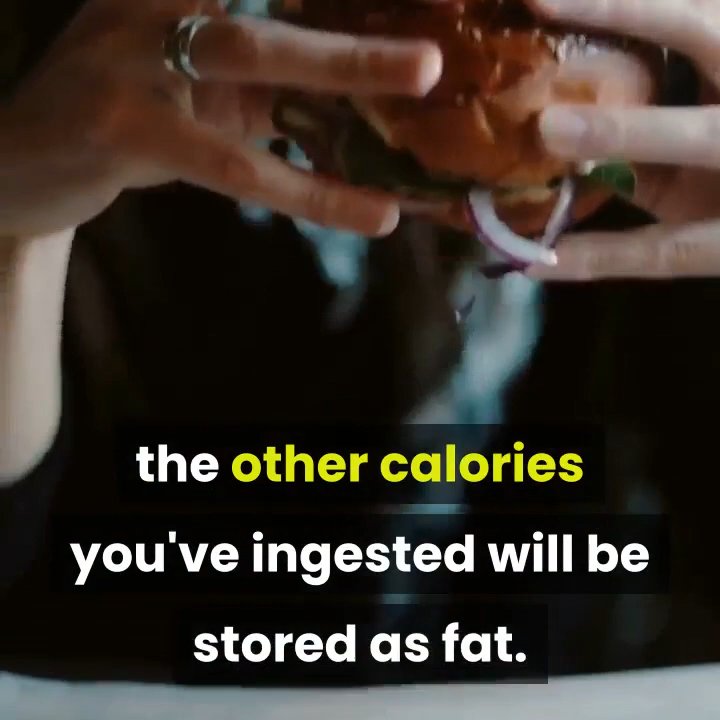 the other calories
you've ingested will be
stored as fat.